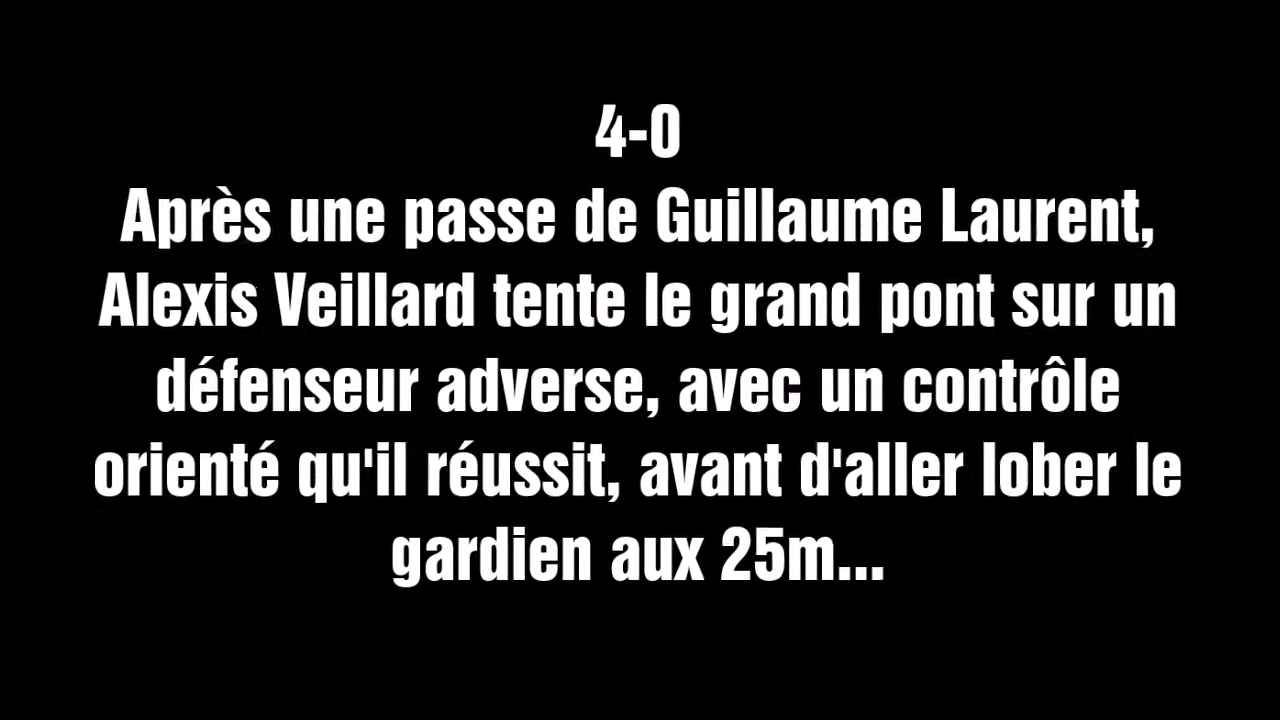 4-0
Après une passe de Guillaume Laurent,
Alexis Veillard tente le grand pont sur un
défenseur adverse, avec un contrôle
orienté qu'il réussit, avant d'aller lober le
gardien aux 25m...